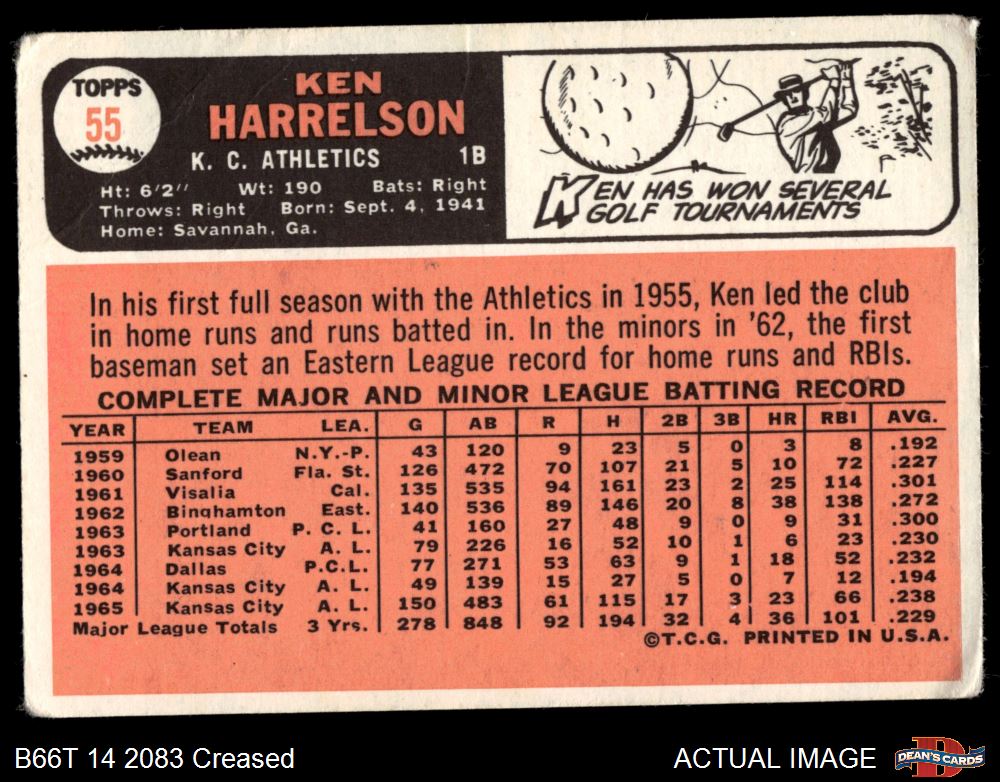 TOPPS
55
KEN
HARRELSON
K. C. ATHLETICS 1B
Ht: 6'2" Wt: 190 Bats: Right
Throws: Right Born: Sept. 4, 1941
Home: Savannah, Ga.
KEN HAS WON SEVERAL
GOLF TOURNAMENTS
In his first full season with the Athletics in 1955, Ken led the club
in home runs and runs batted in. In the minors in '62, the first
baseman set an Eastern League record for home runs and RBIs.
COMPLETE MAJOR AND MINOR LEAGUE BATTING RECORD
YEAR TEAM LEA. G AB R H 2B 3B HR RBI AVG.
1959 Olean N.Y.-P. 43 120 9 23 5 0 3 8 .192
1960 Sanford Fla. St. 126 472 70 107 21 5 10 72 .227
1961 Visalia Cal. 135 535 94 161 23 2 25 114 .301
1962 Binghamton East. 140 536 89 146 20 8 38 138 .272
1963 Portland P. C. L. 41 160 27 48 9 0 9 31 .300
1963 Kansas City A. L. 79 226 16 52 10 1 6 23 .230
1964 Dallas P.C.L. 77 271 53 63 9 1 18 52 .232
1964 Kansas City A. L. 49 139 15 27 5 0 7 12 .194
1965 Kansas City A. L. 150 483 61 115 17 3 23 66 .238
Major League Totals 3 Yrs. 278 848 92 194 32 4 36 101 .229
©T.C.G. PRINTED IN U.S.A.
B66T 14 2083 Creased ACTUAL IMAGE
D
DEAN'S CARDS